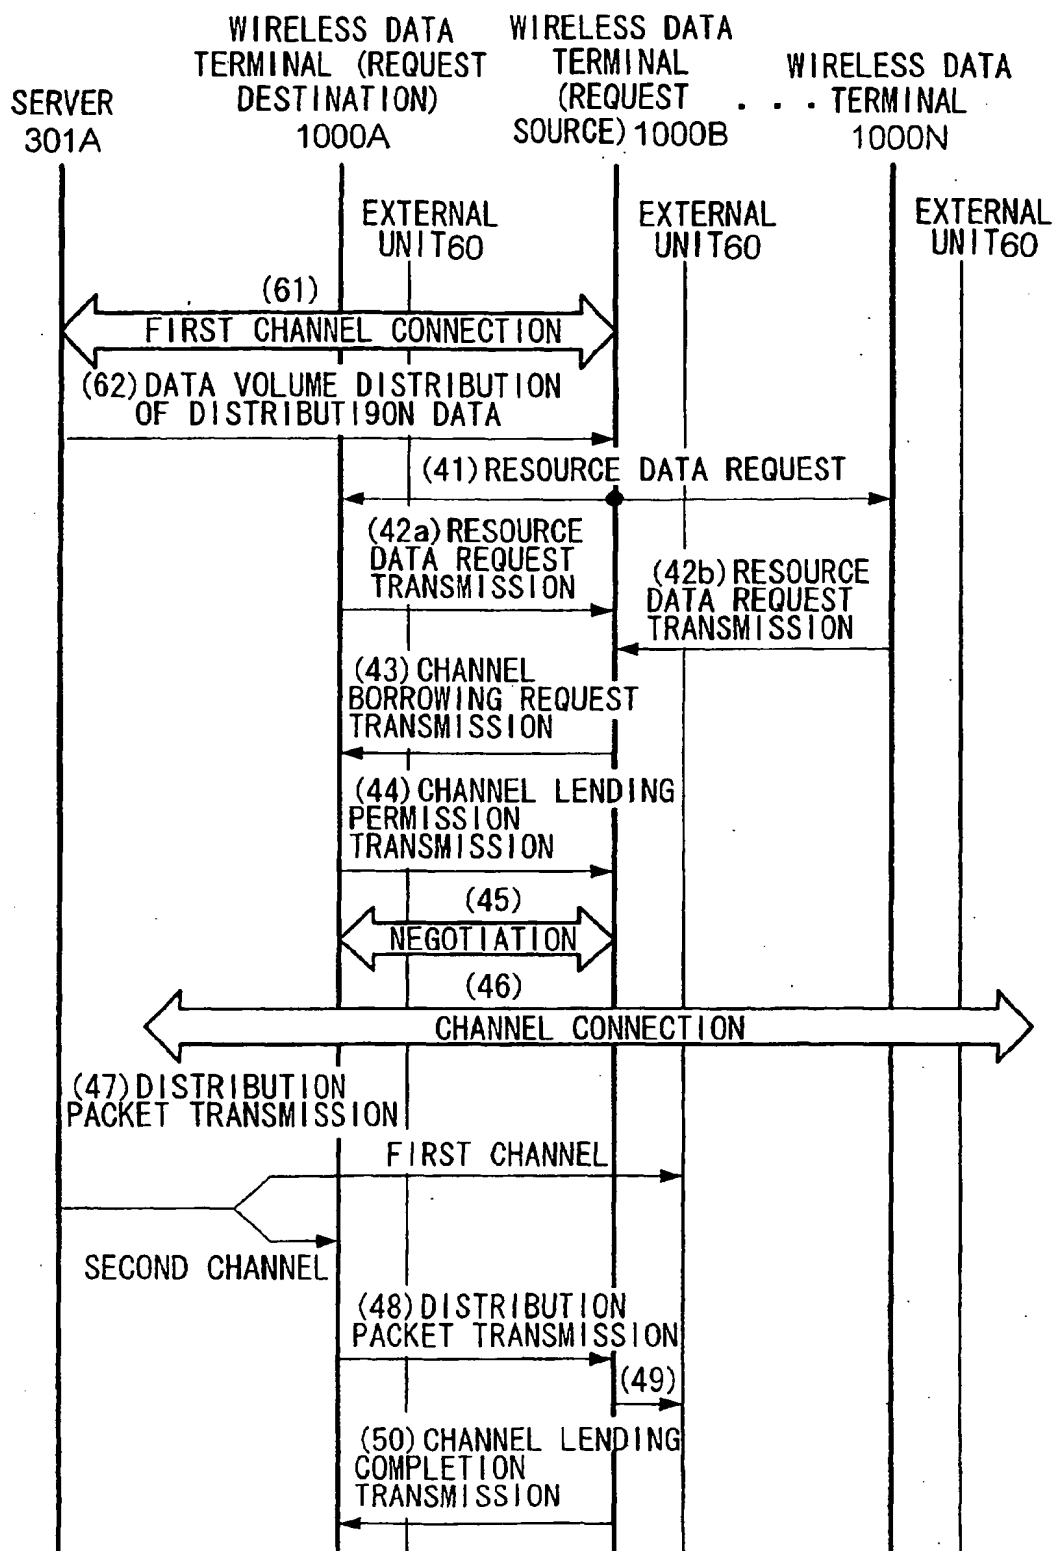 WIRELESS DATA
TERMINAL (REQUEST
DESTINATION)
1000A
WIRELESS DATA
TERMINAL
(REQUEST
SOURCE) 1000B
. . .
WIRELESS DATA
TERMINAL
1000N
SERVER
301A
EXTERNAL
UNIT60
EXTERNAL
UNIT60
EXTERNAL
UNIT60
(61)
FIRST CHANNEL CONNECTION
(62) DATA VOLUME DISTRIBUTION
OF DISTRIBUTI9ON DATA
(41) RESOURCE DATA REQUEST
(42a) RESOURCE
DATA REQUEST
TRANSMISSION
(42b) RESOURCE
DATA REQUEST
TRANSMISSION
(43) CHANNEL
BORROWING REQUEST
TRANSMISSION
(44) CHANNEL LENDING
PERMISSION
TRANSMISSION
(45)
NEGOTIATION
(46)
CHANNEL CONNECTION
(47) DISTRIBUTION
PACKET TRANSMISSION
FIRST CHANNEL
SECOND CHANNEL
(48) DISTRIBUTION
PACKET TRANSMISSION
(49)
(50) CHANNEL LENDING
COMPLETION
TRANSMISSION